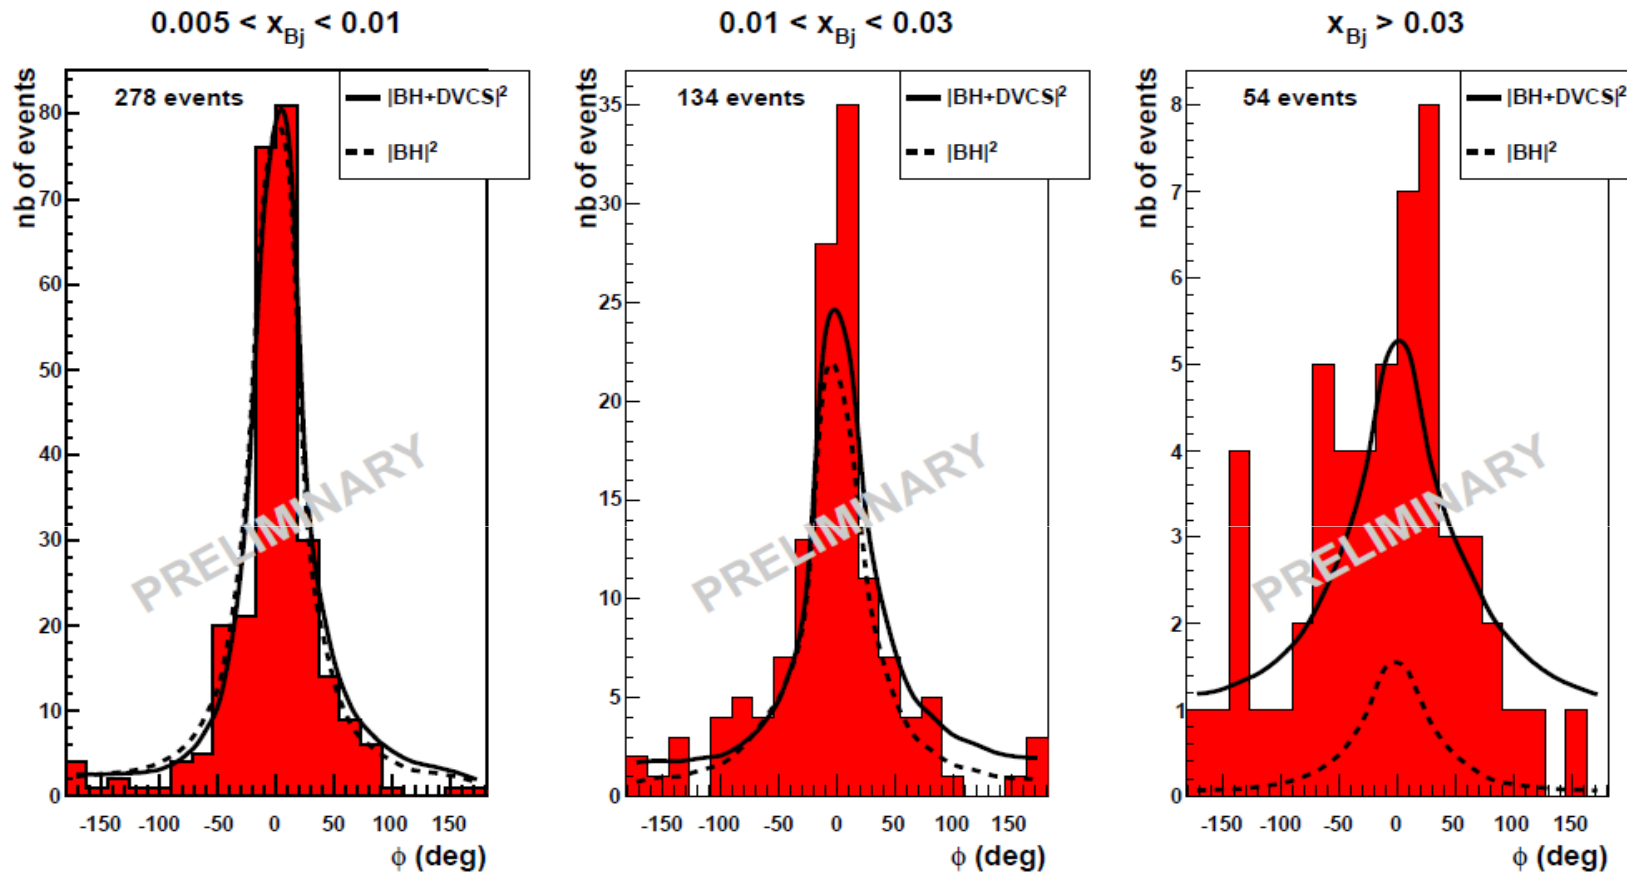 0.005 < x_Bj < 0.01
nb of events
278 events
|BH+DVCS|²
|BH|²
80
70
60
50
40
30
20
10
0
PRELIMINARY
-150 -100 -50 0 50 100 150
ϕ (deg)
0.01 < x_Bj < 0.03
nb of events
134 events
|BH+DVCS|²
|BH|²
35
30
25
20
15
10
5
0
PRELIMINARY
-150 -100 -50 0 50 100 150
ϕ (deg)
x_Bj > 0.03
nb of events
54 events
|BH+DVCS|²
|BH|²
8
7
6
5
4
3
2
1
0
PRELIMINARY
-150 -100 -50 0 50 100 150
ϕ (deg)